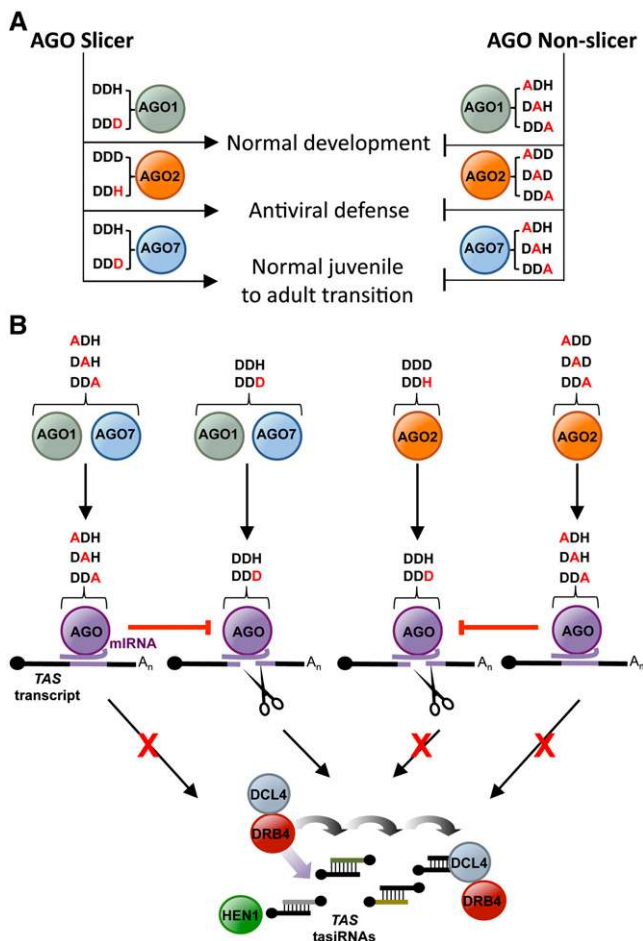 A
AGO Slicer
AGO Non-slicer
DDH
AGO1
DDD
Normal development
ADH
AGO1
DAH
DDA
DDD
AGO2
DDH
Antiviral defense
ADD
AGO2
DAD
DDA
DDH
AGO7
DDD
Normal juvenile
to adult transition
ADH
AGO7
DAH
DDA
B
ADH
DAH
DDA
AGO1 AGO7
DDH
DDD
AGO1 AGO7
DDD
DDH
AGO2
ADD
DAD
DDA
AGO2
ADH
DAH
DDA
AGO
miRNA
An
TAS
transcript
DDH
DDD
AGO
An
DDH
DDD
AGO
An
ADH
DAH
DDA
AGO
An
X X X
DCL4
DRB4
DCL4
DRB4
HEN1
TAS
tasiRNAs